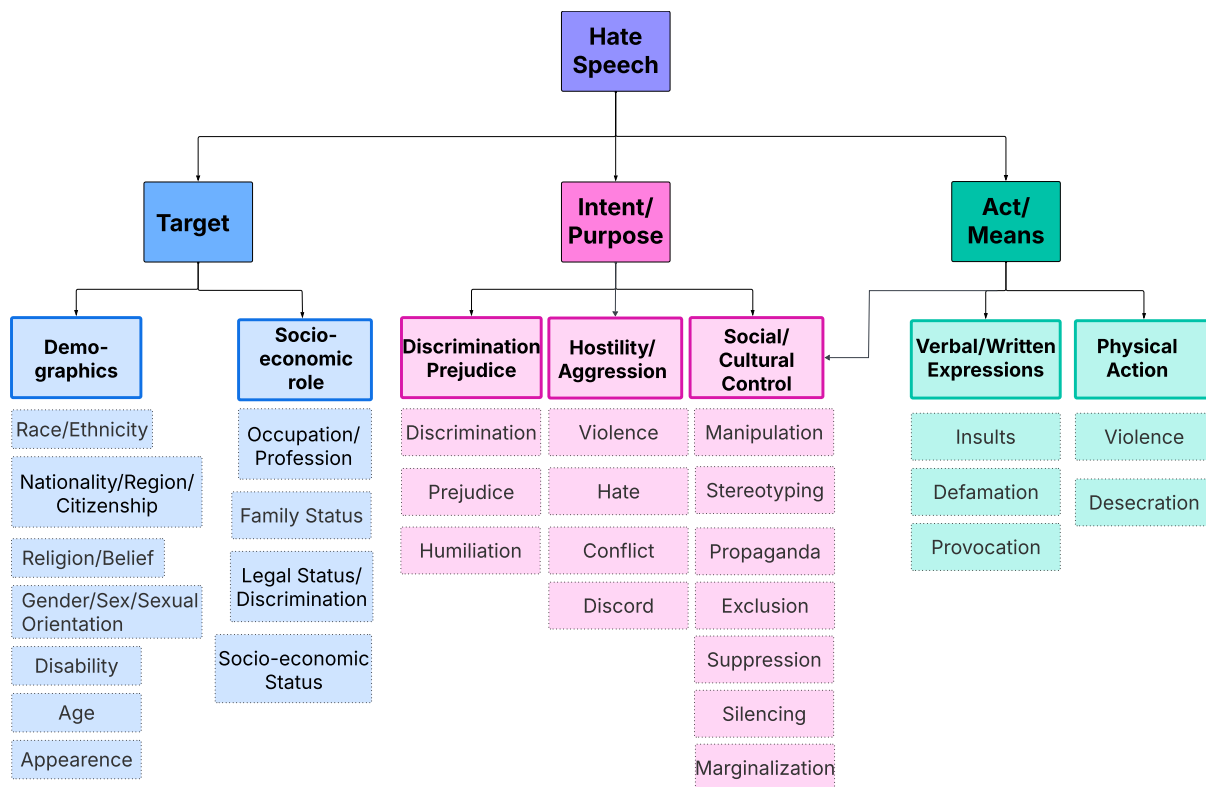 Hate
Speech
Target
Intent/
Purpose
Act/
Means
Demo-
graphics
Race/Ethnicity
Nationality/Region/
Citizenship
Religion/Belief
Gender/Sex/Sexual
Orientation
Disability
Age
Appearence
Socio-
economic
role
Occupation/
Profession
Family Status
Legal Status/
Discrimination
Socio-economic
Status
Discrimination
Prejudice
Discrimination
Prejudice
Humiliation
Hostility/
Aggression
Violence
Hate
Conflict
Discord
Social/
Cultural
Control
Manipulation
Stereotyping
Propaganda
Exclusion
Suppression
Silencing
Marginalization
Verbal/Written
Expressions
Insults
Defamation
Provocation
Physical
Action
Violence
Desecration